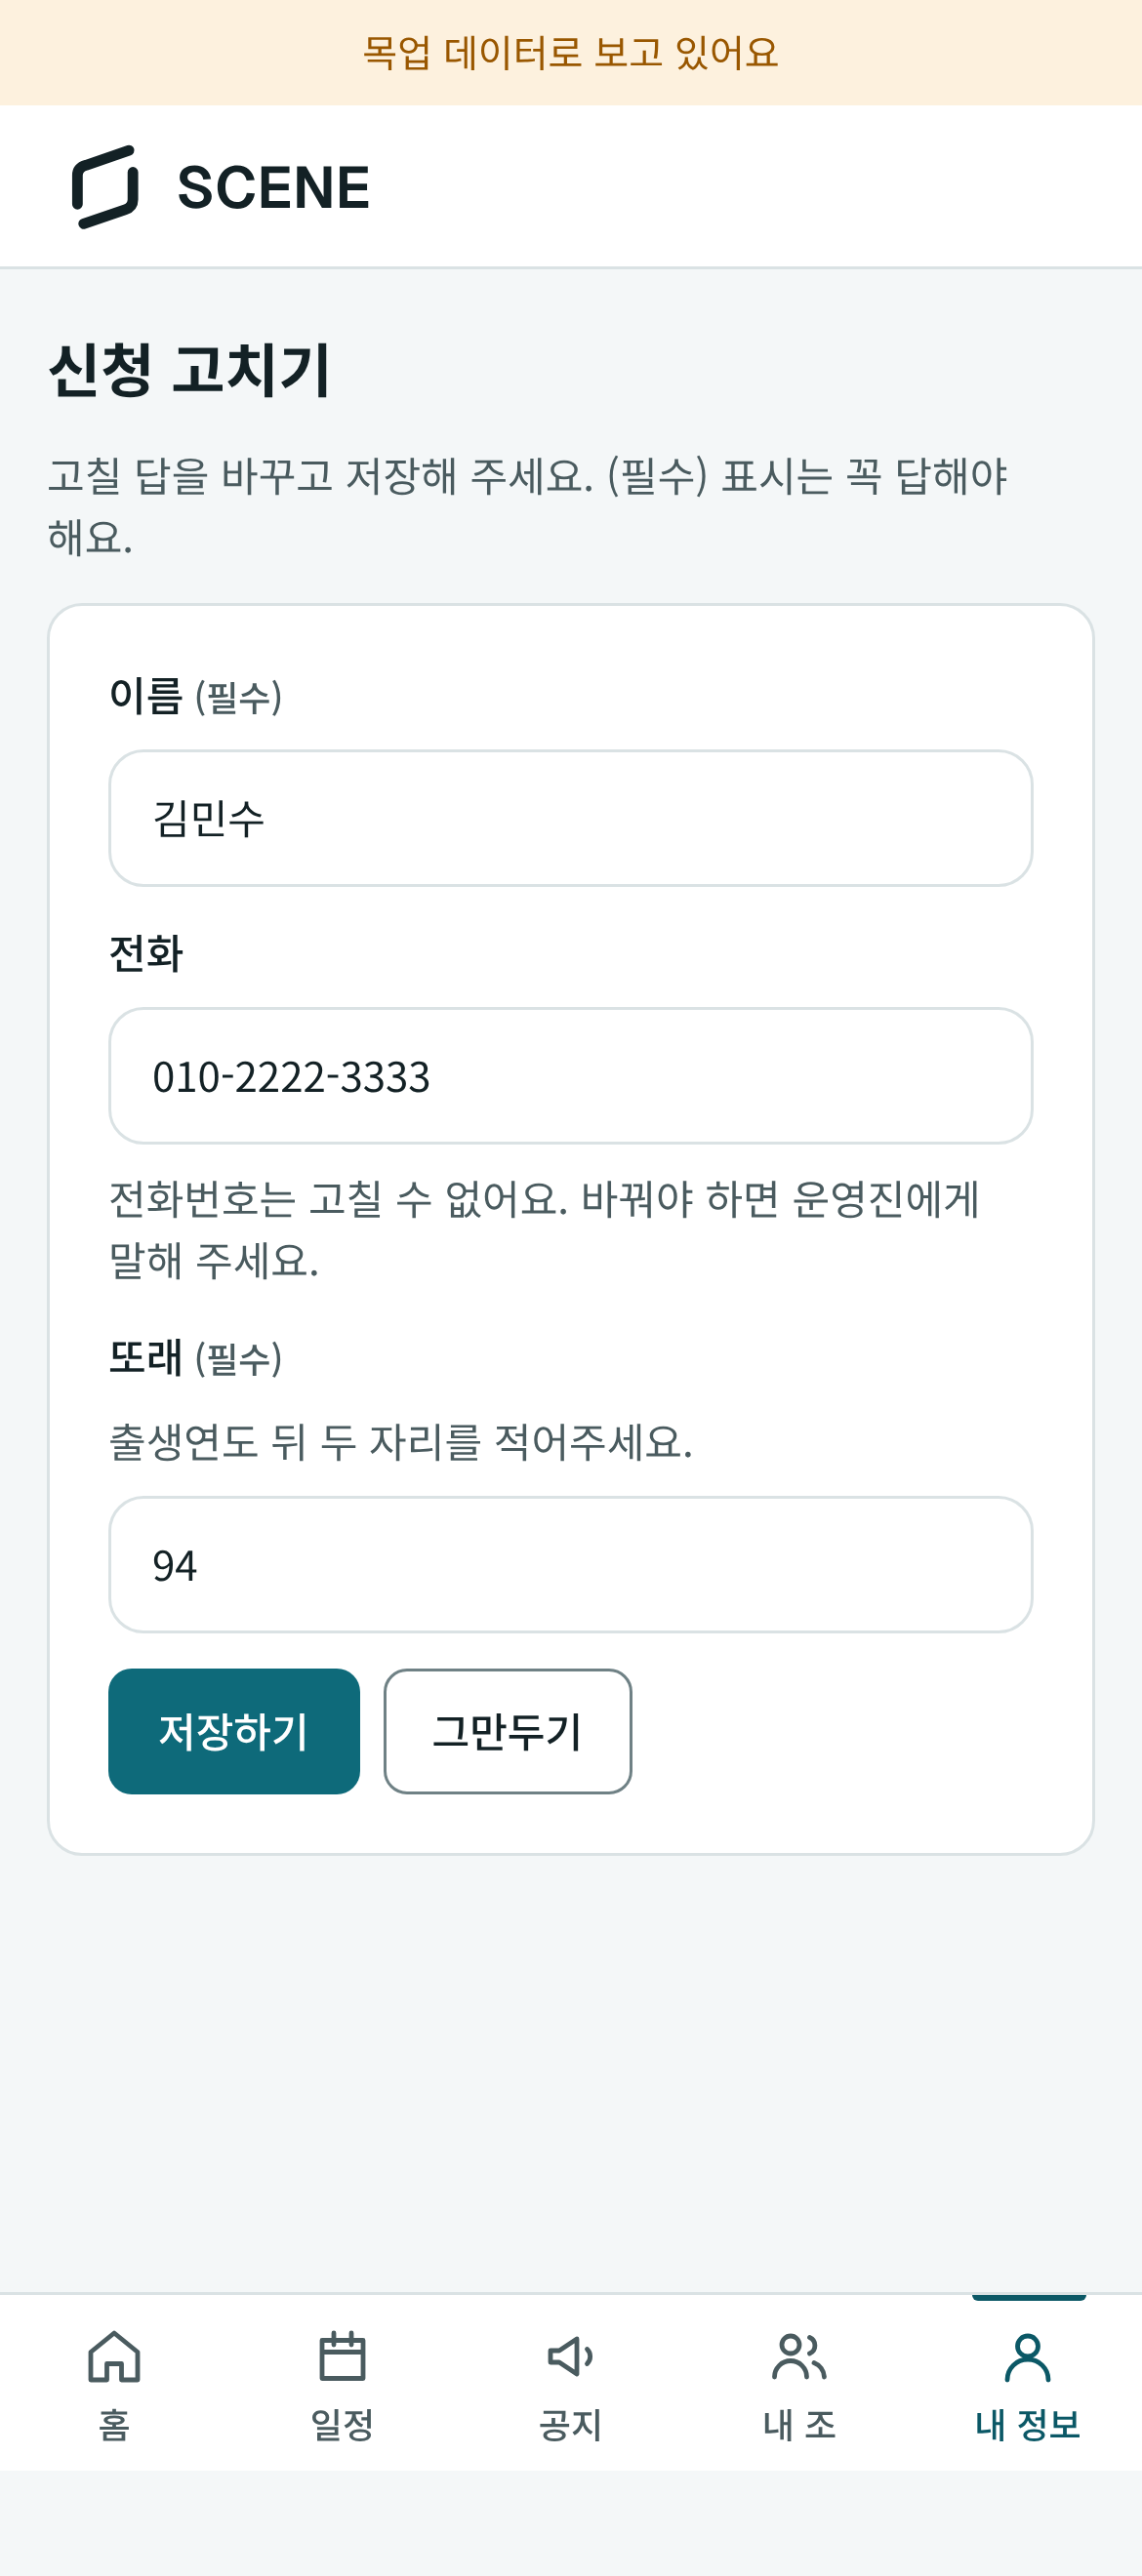 목업 데이터로 보고 있어요
SCENE
신청 고치기
고칠 답을 바꾸고 저장해 주세요. (필수) 표시는 꼭 답해야
해요.
이름 (필수)
김민수
전화
010-2222-3333
전화번호는 고칠 수 없어요. 바꿔야 하면 운영진에게
말해 주세요.
또래 (필수)
출생연도 뒤 두 자리를 적어주세요.
94
저장하기 그만두기
홈 일정 공지 내 조 내 정보